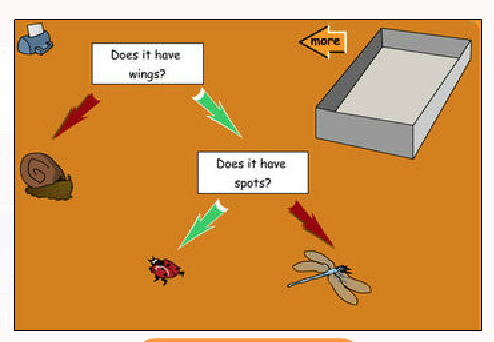 more
Does it have
wings?
Does it have
spots?